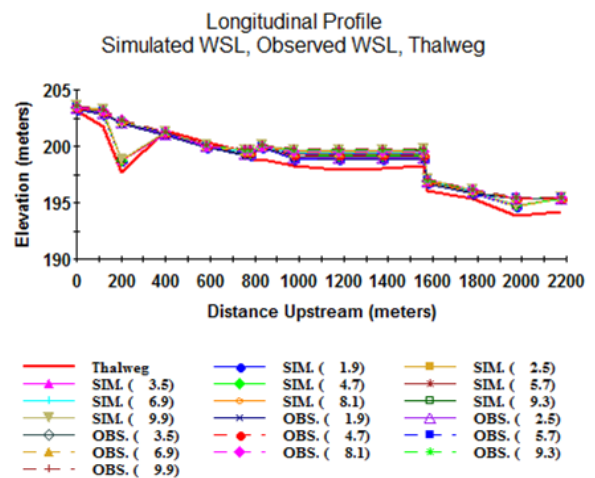 Longitudinal Profile
Simulated WSL, Observed WSL, Thalweg
205
200
195
190
Elevation (meters)
0 200 400 600 800 1000 1200 1400 1600 1800 2000 2200
Distance Upstream (meters)
Thalweg SIM. ( 1.9) SIM. ( 2.5)
SIM. ( 3.5) SIM. ( 4.7) SIM. ( 5.7)
SIM. ( 6.9) SIM. ( 8.1) SIM. ( 9.3)
SIM. ( 9.9) OBS. ( 1.9) OBS. ( 2.5)
OBS. ( 3.5) OBS. ( 4.7) OBS. ( 5.7)
OBS. ( 6.9) OBS. ( 8.1) OBS. ( 9.3)
OBS. ( 9.9)